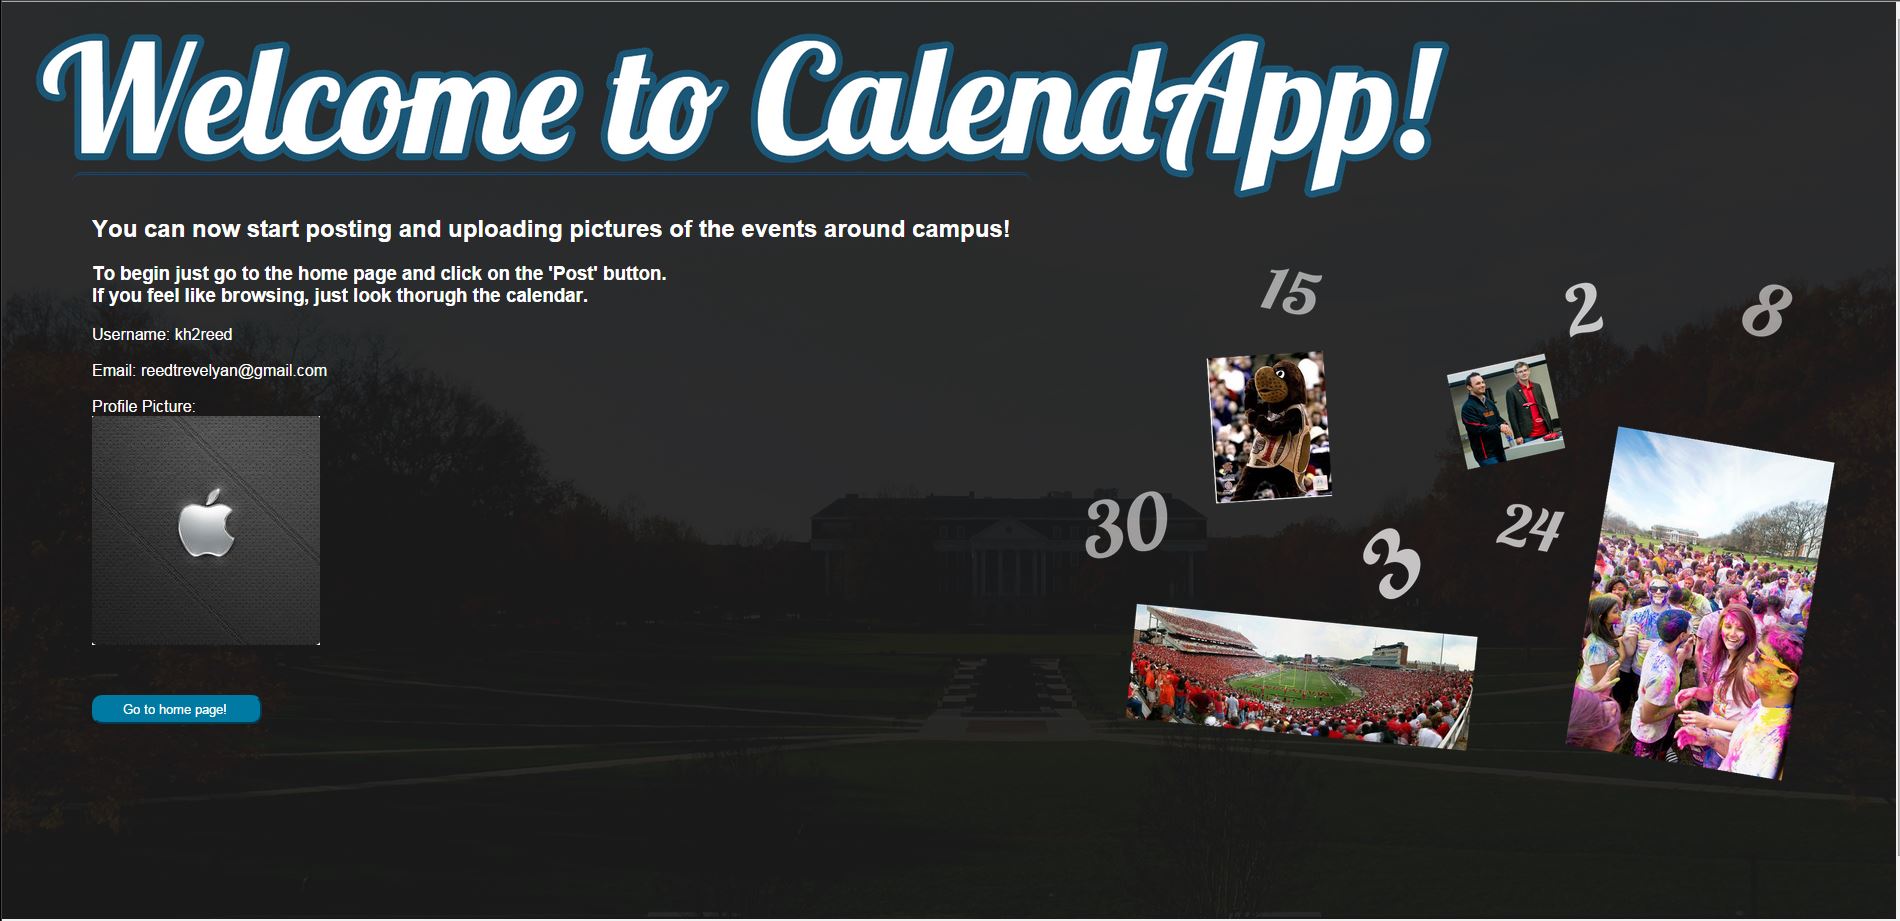 Welcome to CalendApp!
You can now start posting and uploading pictures of the events around campus!
To begin just go to the home page and click on the 'Post' button.
If you feel like browsing, just look thorugh the calendar.
Username: kh2reed
Email: reedtrevelyan@gmail.com
Profile Picture:
Go to home page!
15
2
8
30
3
24